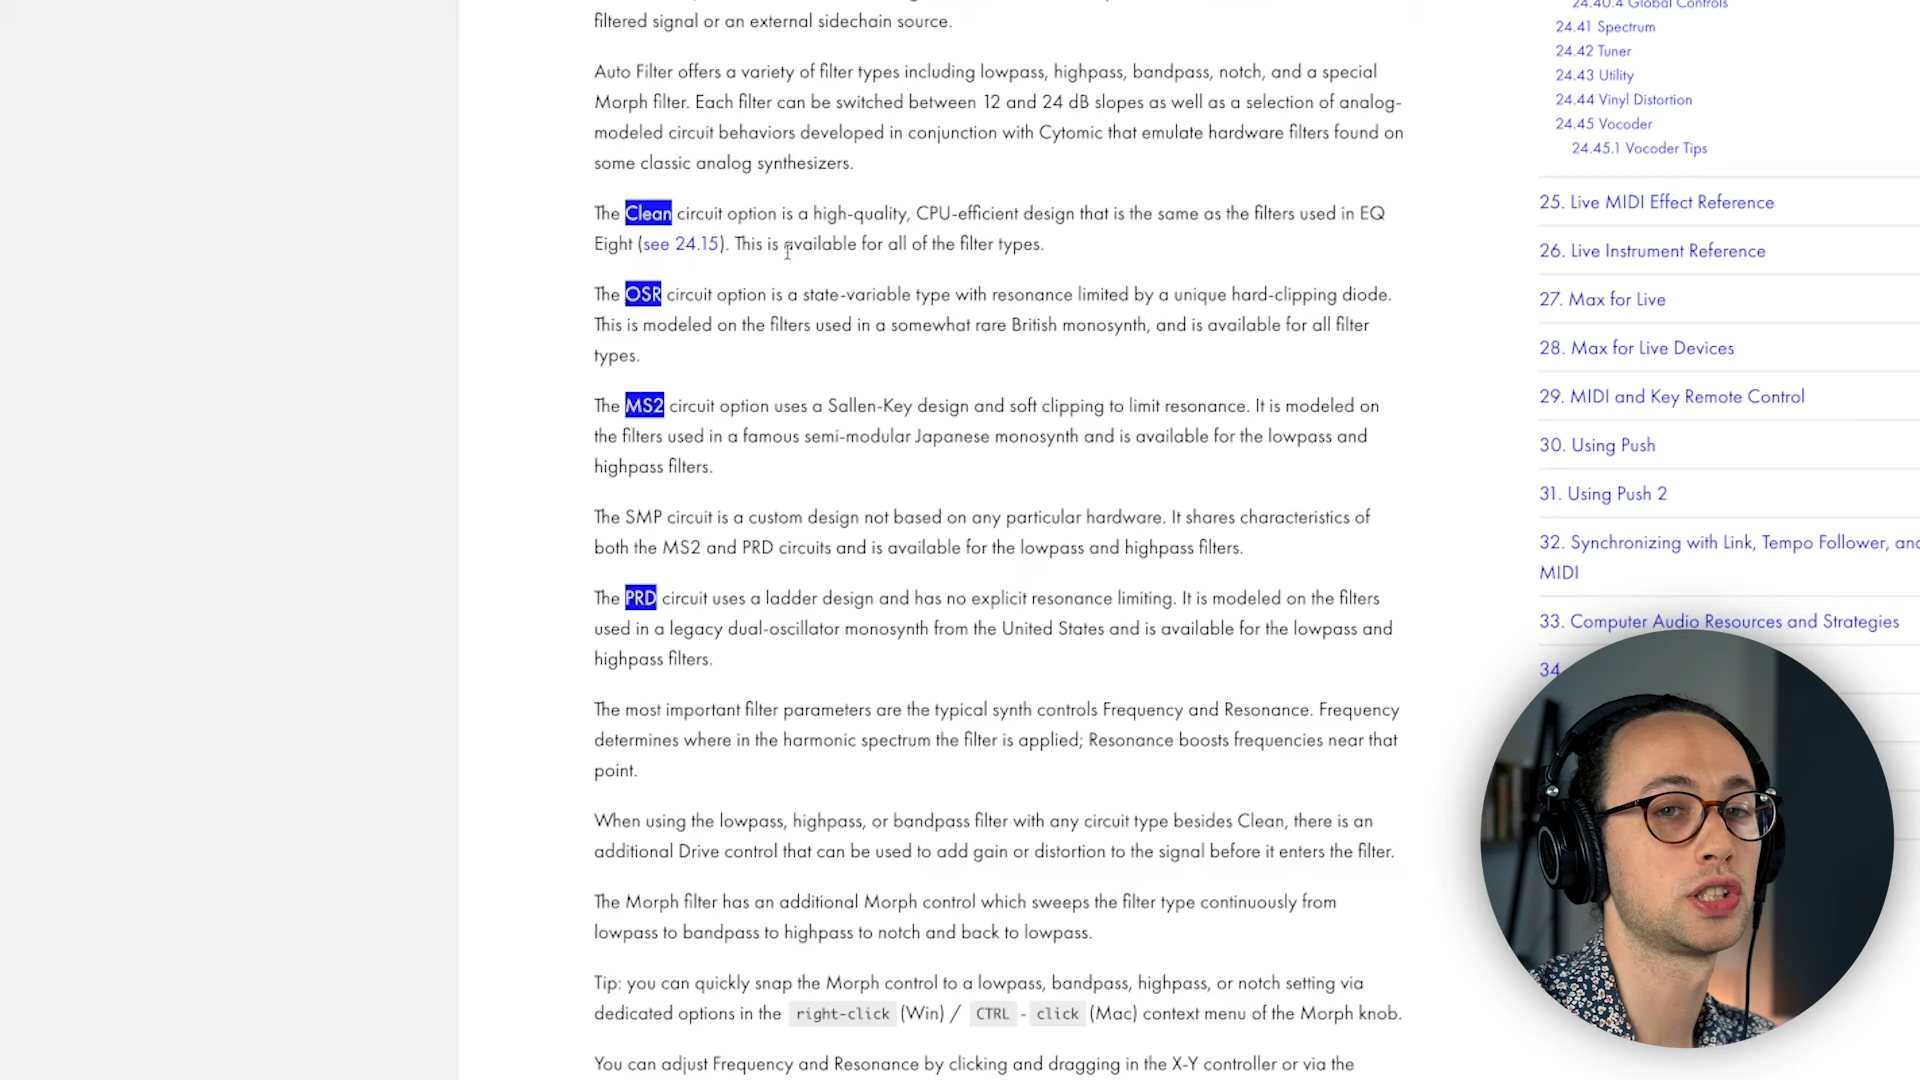 filtered signal or an external sidechain source.
Auto Filter offers a variety of filter types including lowpass, highpass, bandpass, notch, and a special
Morph filter. Each filter can be switched between 12 and 24 dB slopes as well as a selection of analog-
modeled circuit behaviors developed in conjunction with Cytomic that emulate hardware filters found on
some classic analog synthesizers.
The Clean circuit option is a high-quality, CPU-efficient design that is the same as the filters used in EQ
Eight (see 24.15). This is available for all of the filter types.
The OSR circuit option is a state-variable type with resonance limited by a unique hard-clipping diode.
This is modeled on the filters used in a somewhat rare British monosynth, and is available for all filter
types.
The MS2 circuit option uses a Sallen-Key design and soft clipping to limit resonance. It is modeled on
the filters used in a famous semi-modular Japanese monosynth and is available for the lowpass and
highpass filters.
The SMP circuit is a custom design not based on any particular hardware. It shares characteristics of
both the MS2 and PRD circuits and is available for the lowpass and highpass filters.
The PRD circuit uses a ladder design and has no explicit resonance limiting. It is modeled on the filters
used in a legacy dual-oscillator monosynth from the United States and is available for the lowpass and
highpass filters.
The most important filter parameters are the typical synth controls Frequency and Resonance. Frequency
determines where in the harmonic spectrum the filter is applied; Resonance boosts frequencies near that
point.
When using the lowpass, highpass, or bandpass filter with any circuit type besides Clean, there is an
additional Drive control that can be used to add gain or distortion to the signal before it enters the filter.
The Morph filter has an additional Morph control which sweeps the filter type continuously from
lowpass to bandpass to highpass to notch and back to lowpass.
Tip: you can quickly snap the Morph control to a lowpass, bandpass, highpass, or notch setting via
dedicated options in the right-click (Win) / CTRL - click (Mac) context menu of the Morph knob.
You can adjust Frequency and Resonance by clicking and dragging in the X-Y controller or via the
24.40.4 Global Controls
24.41 Spectrum
24.42 Tuner
24.43 Utility
24.44 Vinyl Distortion
24.45 Vocoder
24.45.1 Vocoder Tips
25. Live MIDI Effect Reference
26. Live Instrument Reference
27. Max for Live
28. Max for Live Devices
29. MIDI and Key Remote Control
30. Using Push
31. Using Push 2
32. Synchronizing with Link, Tempo Follower, and
MIDI
33. Computer Audio Resources and Strategies
34